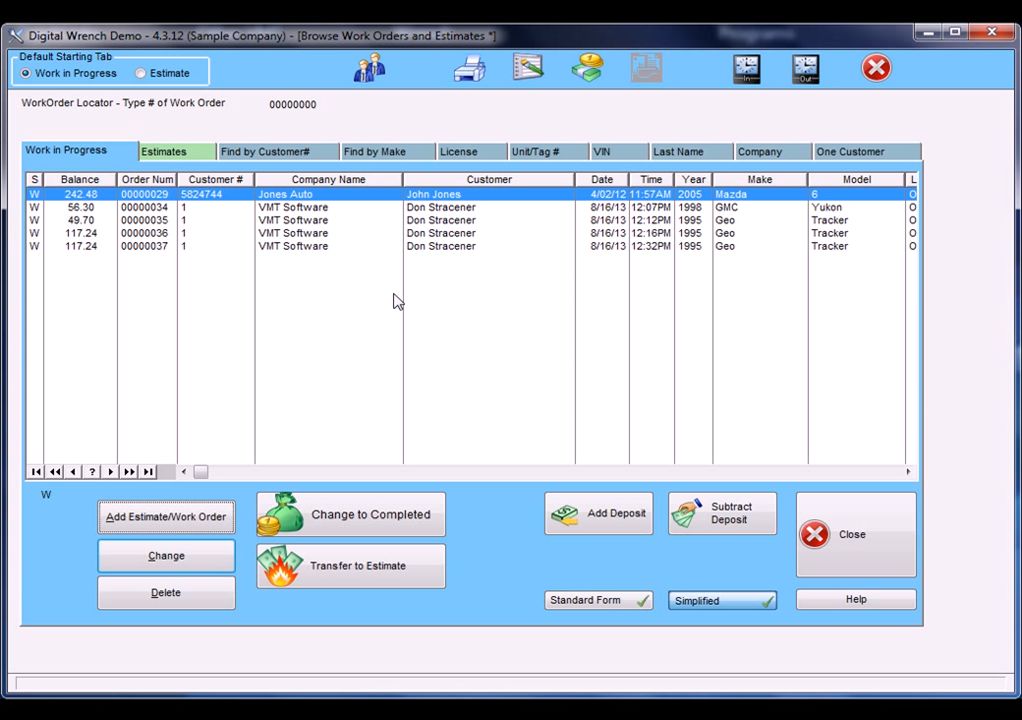 Digital Wrench Demo - 4.3.12 (Sample Company) - [Browse Work Orders and Estimates *]
Default Starting Tab
Work in Progress Estimate
In Out
WorkOrder Locator - Type # of Work Order 00000000
Work in Progress Estimates Find by Customer# Find by Make License Unit/Tag # VIN Last Name Company One Customer
S Balance Order Num Customer # Company Name Customer Date Time Year Make Model L
W 242.48 00000029 5824744 Jones Auto John Jones 4/02/12 11:57AM 2005 Mazda 6 O
W 56.30 00000034 1 VMT Software Don Stracener 8/16/13 12:07PM 1998 GMC Yukon O
W 49.70 00000035 1 VMT Software Don Stracener 8/16/13 12:12PM 1995 Geo Tracker O
W 117.24 00000036 1 VMT Software Don Stracener 8/16/13 12:16PM 1995 Geo Tracker O
W 117.24 00000037 1 VMT Software Don Stracener 8/16/13 12:32PM 1995 Geo Tracker O
?
W
Add Estimate/Work Order
Change to Completed
Add Deposit
Subtract
Deposit
Close
Change
Transfer to Estimate
Delete
Standard Form
Simplified
Help